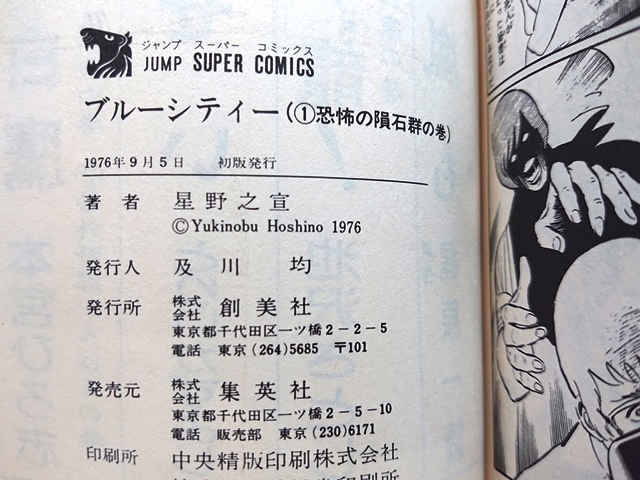 ジャンプ スーパー コミックス
JUMP SUPER COMICS
ブルーシティー(①恐怖の隕石群の巻)
1976年9月5日 初版発行
著者 星野之宣
©Yukinobu Hoshino 1976
発行人 及川 均
発行所 株式会社 創美社
東京都千代田区一ツ橋2-2-5
電話 東京(264)5685 〒101
発売元 株式会社 集英社
東京都千代田区一ツ橋2-5-10
電話 販売部 東京(230)6171
印刷所 中央精版印刷株式会社